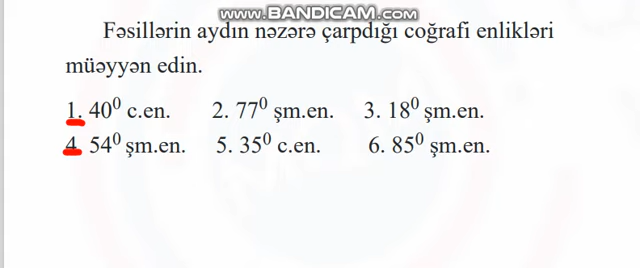 www.BANDICAM.com
Fəsillərin aydın nəzərə çarpdığı coğrafi enlikləri
müəyyən edin.
1. 40⁰ c.en. 2. 77⁰ şm.en. 3. 18⁰ şm.en.
4. 54⁰ şm.en. 5. 35⁰ c.en. 6. 85⁰ şm.en.